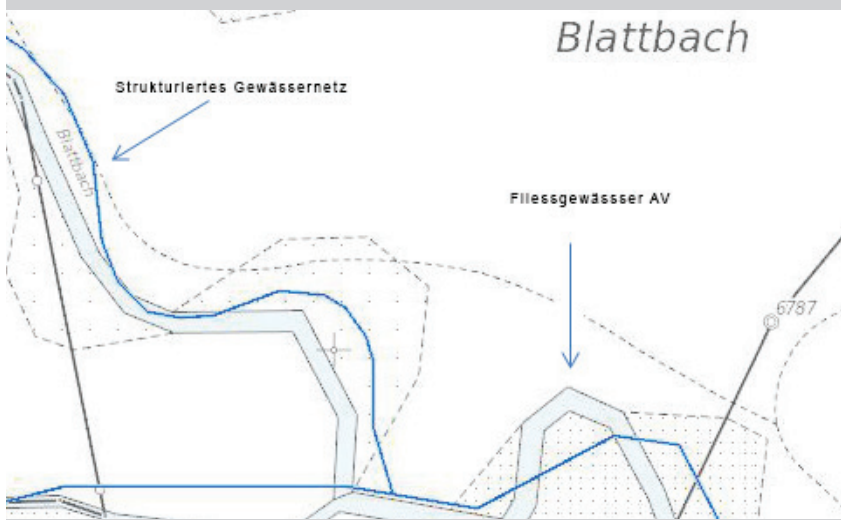 Blattbach
Strukturiertes Gewässernetz
Blattbach
Fliessgewässser AV
6787